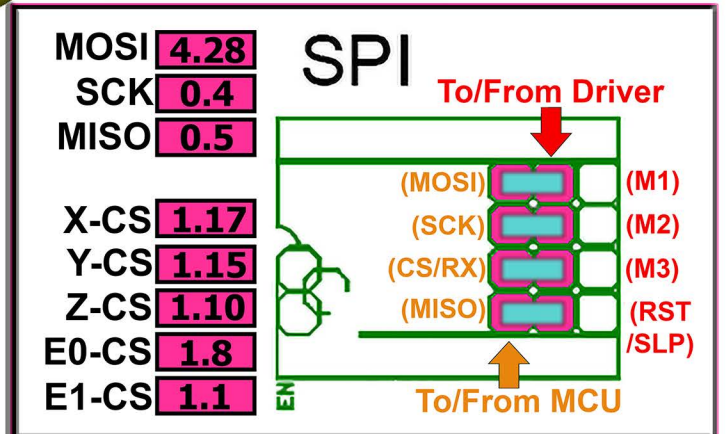 SPI
MOSI 4.28
SCK 0.4
MISO 0.5
X-CS 1.17
Y-CS 1.15
Z-CS 1.10
E0-CS 1.8
E1-CS 1.1
To/From Driver
(MOSI) (M1)
(SCK) (M2)
(CS/RX) (M3)
(MISO) (RST
/SLP)
EN
To/From MCU